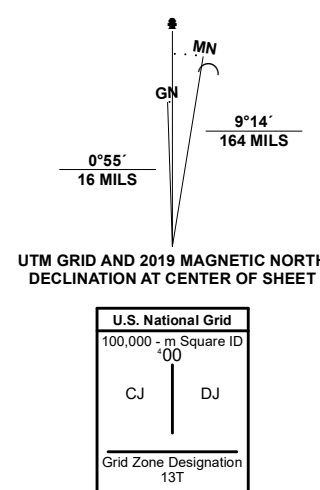 MN
GN
9°14´
164 MILS
0°55´
16 MILS
UTM GRID AND 2019 MAGNETIC NORTH
DECLINATION AT CENTER OF SHEET
U.S. National Grid
100,000 - m Square ID
⁴00
CJ DJ
Grid Zone Designation
13T